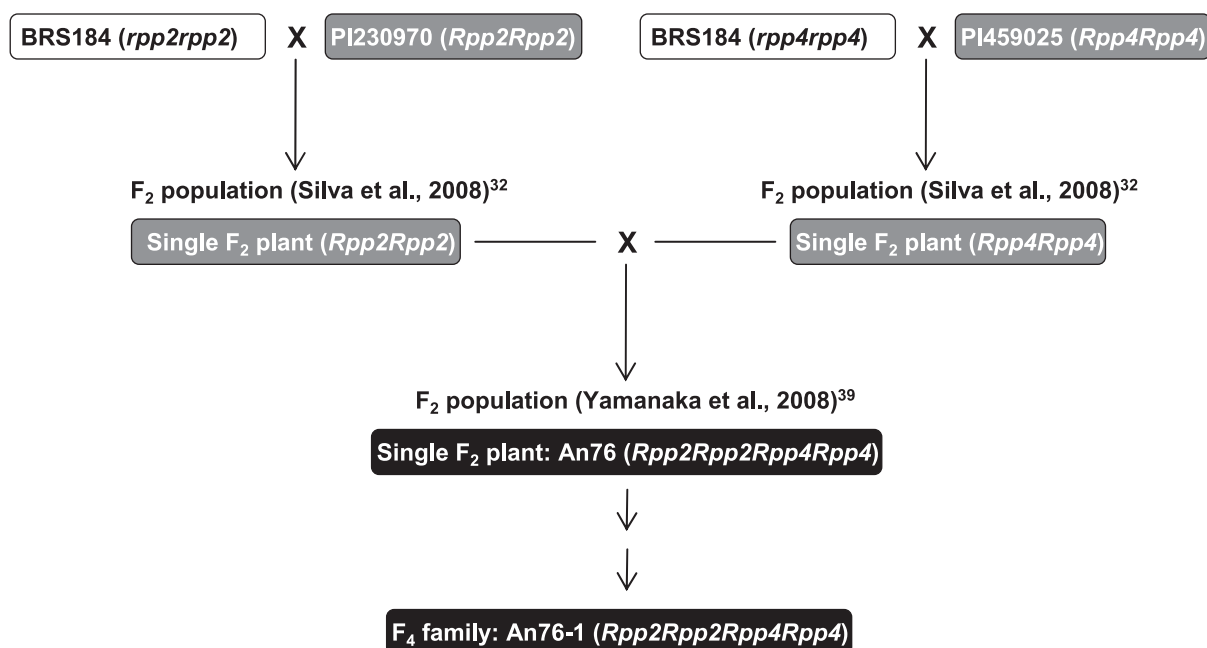 BRS184 (rpp2rpp2) X PI230970 (Rpp2Rpp2) BRS184 (rpp4rpp4) X PI459025 (Rpp4Rpp4)
F₂ population (Silva et al., 2008)³² F₂ population (Silva et al., 2008)³²
Single F₂ plant (Rpp2Rpp2) X Single F₂ plant (Rpp4Rpp4)
F₂ population (Yamanaka et al., 2008)³⁹
Single F₂ plant: An76 (Rpp2Rpp2Rpp4Rpp4)
F₄ family: An76-1 (Rpp2Rpp2Rpp4Rpp4)